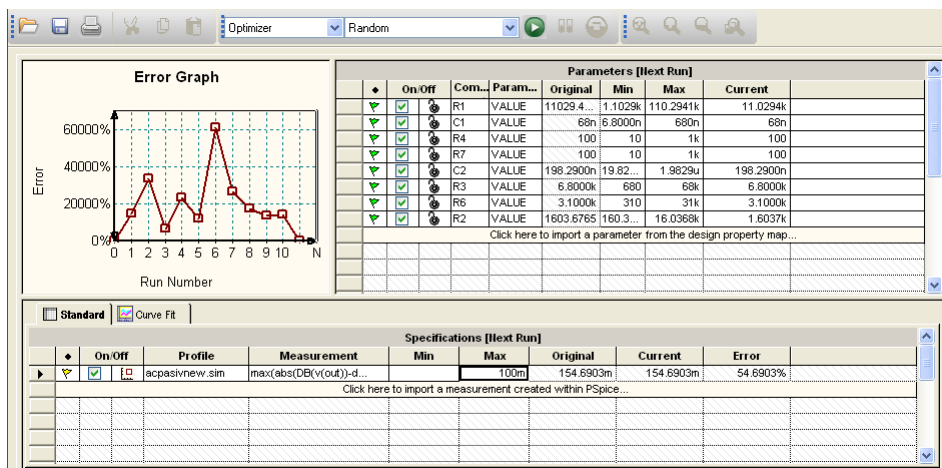 Optimizer Random
Error Graph
Error
60000%
40000%
20000%
0%
0 1 2 3 4 5 6 7 8 9 10 N
Run Number
Parameters [Next Run]
On/Off Com... Param... Original Min Max Current
R1 VALUE 11029.4... 1.1029k 110.2941k 11.0294k
C1 VALUE 68n 6.8000n 680n 68n
R4 VALUE 100 10 1k 100
R7 VALUE 100 10 1k 100
C2 VALUE 198.2900n 19.82... 1.9829u 198.2900n
R3 VALUE 6.8000k 680 68k 6.8000k
R6 VALUE 3.1000k 310 31k 3.1000k
R2 VALUE 1603.6765 160.3... 16.0368k 1.6037k
Click here to import a parameter from the design property map...
Standard Curve Fit
Specifications [Next Run]
On/Off Profile Measurement Min Max Original Current Error
acpasivnew.sim max(abs(DB(v(out))-d... 100m 154.6903m 154.6903m 54.6903%
Click here to import a measurement created within PSpice...